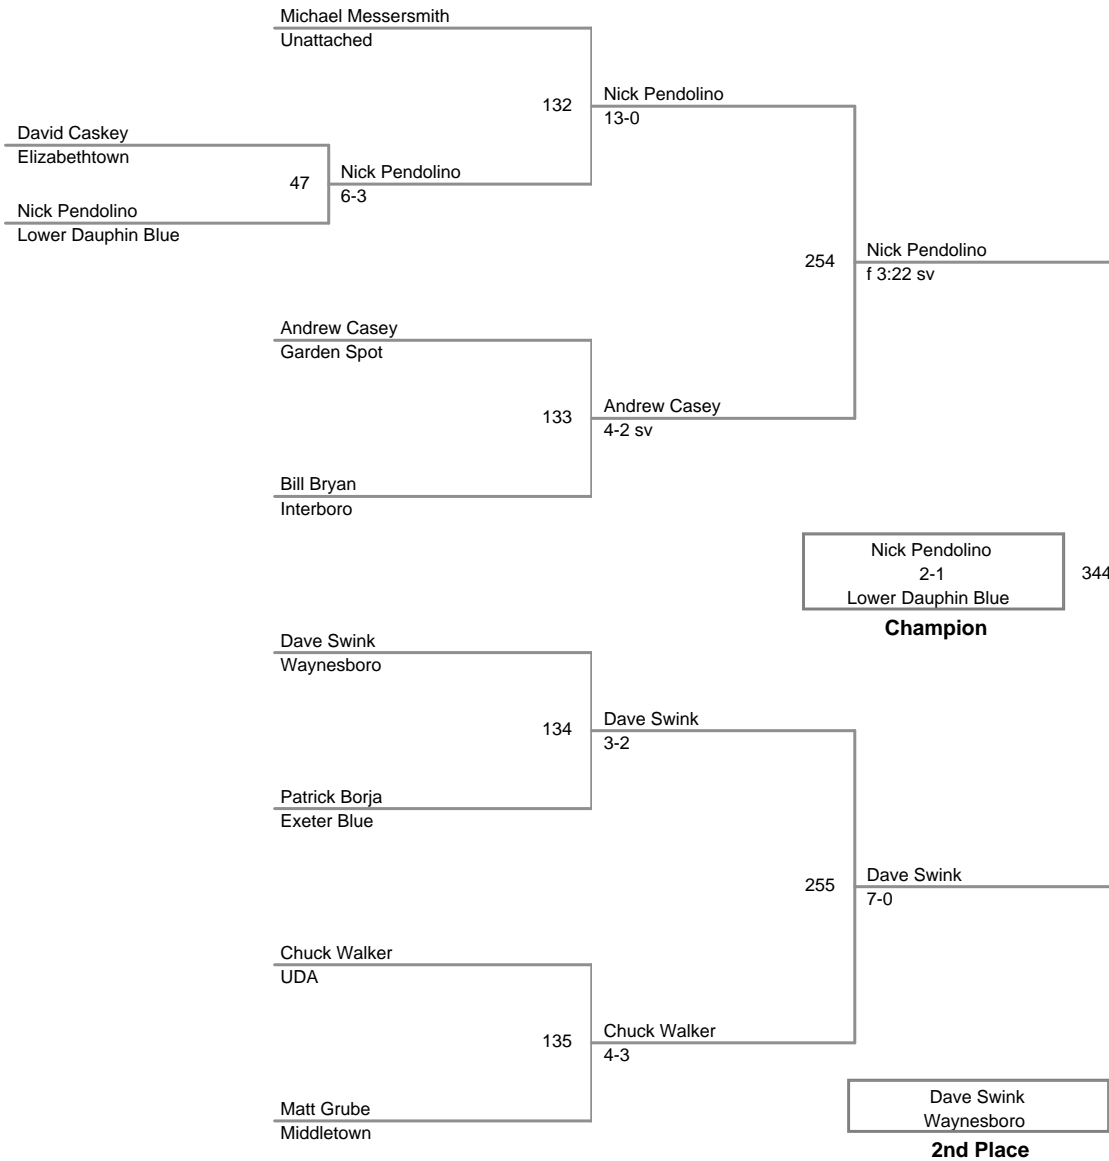 Michael Messersmith
Unattached
132
Nick Pendolino
13-0
David Caskey
Elizabethtown
47
Nick Pendolino
6-3
Nick Pendolino
Lower Dauphin Blue
254
Nick Pendolino
f 3:22 sv
Andrew Casey
Garden Spot
133
Andrew Casey
4-2 sv
Bill Bryan
Interboro
Nick Pendolino
2-1
Lower Dauphin Blue
344
Champion
Dave Swink
Waynesboro
134
Dave Swink
3-2
Patrick Borja
Exeter Blue
255
Dave Swink
7-0
Chuck Walker
UDA
135
Chuck Walker
4-3
Matt Grube
Middletown
Dave Swink
Waynesboro
2nd Place